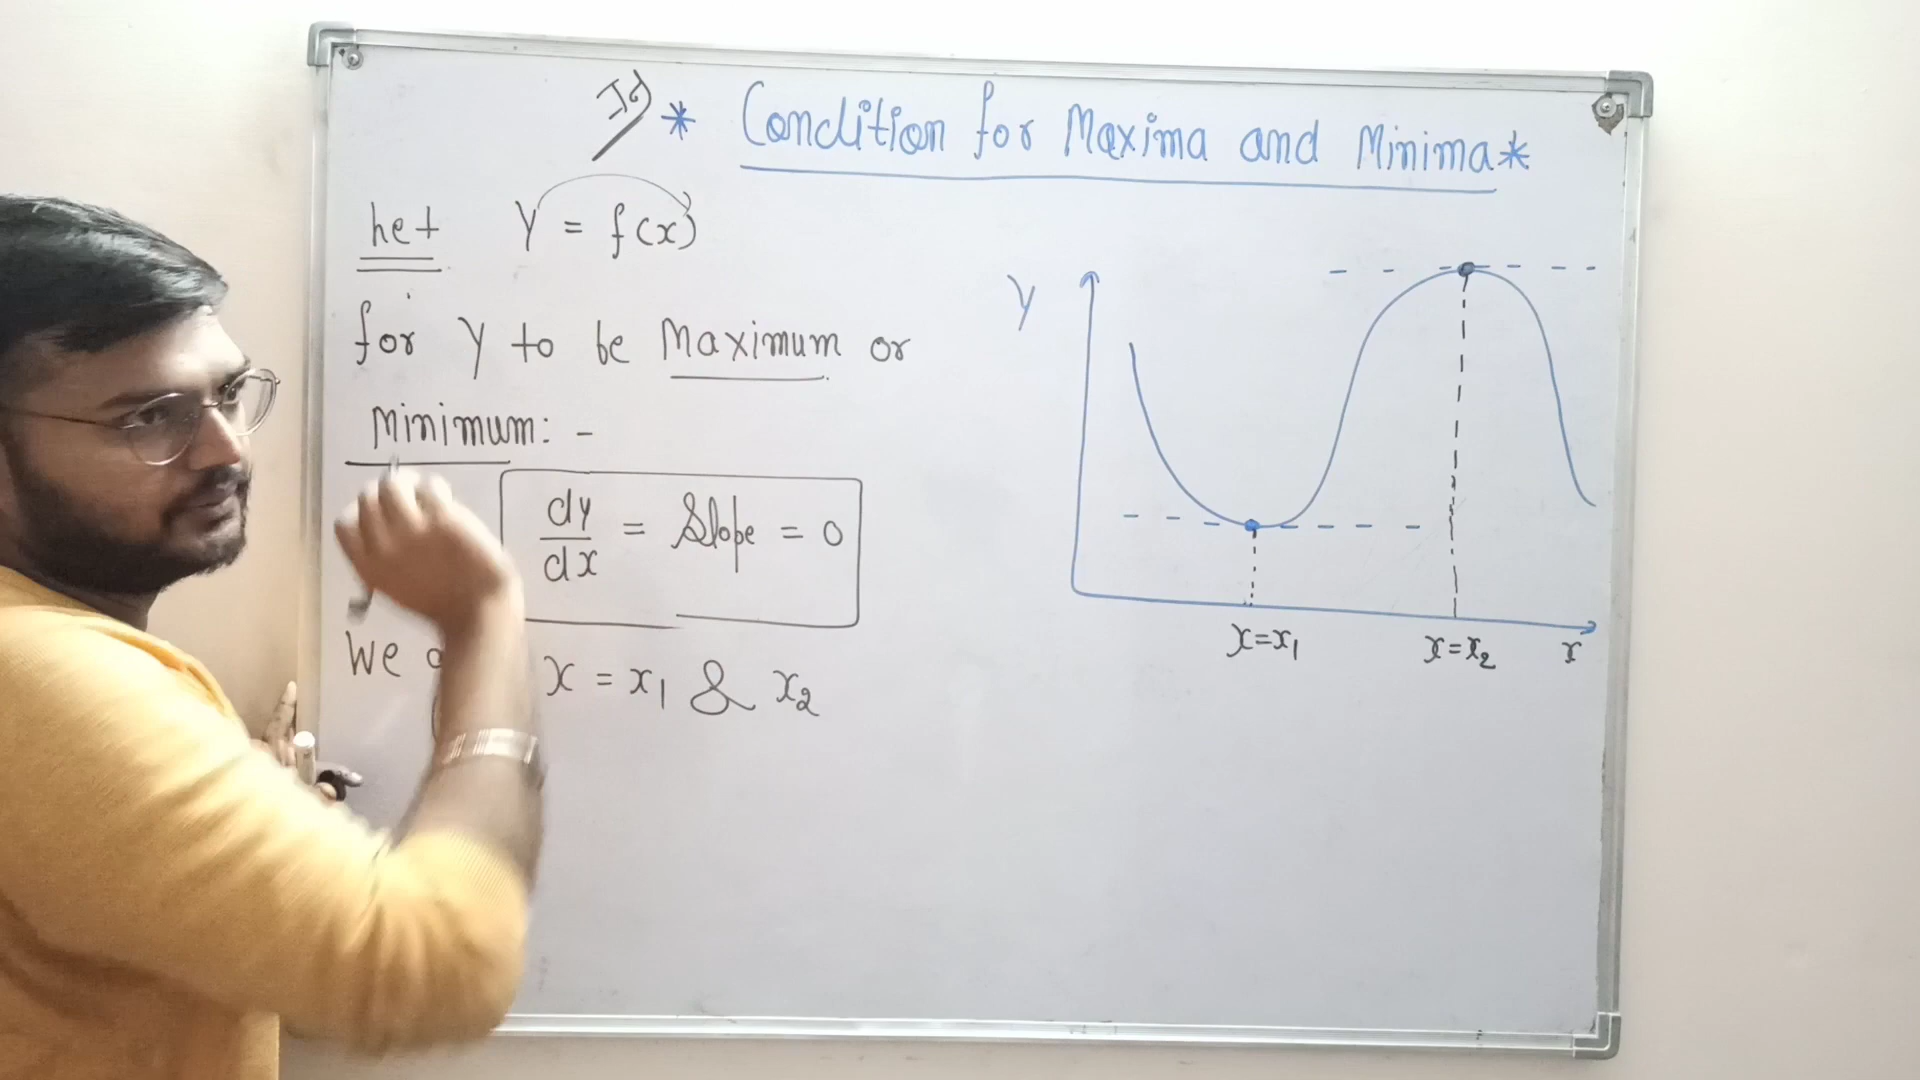 * Condition for Maxima and Minima *
Let Y = f(x)
for Y to be Maximum or
Minimum: -
dy/dx = Slope = 0
We x = x₁ & x₂
Y
x=x₁ x=x₂ x